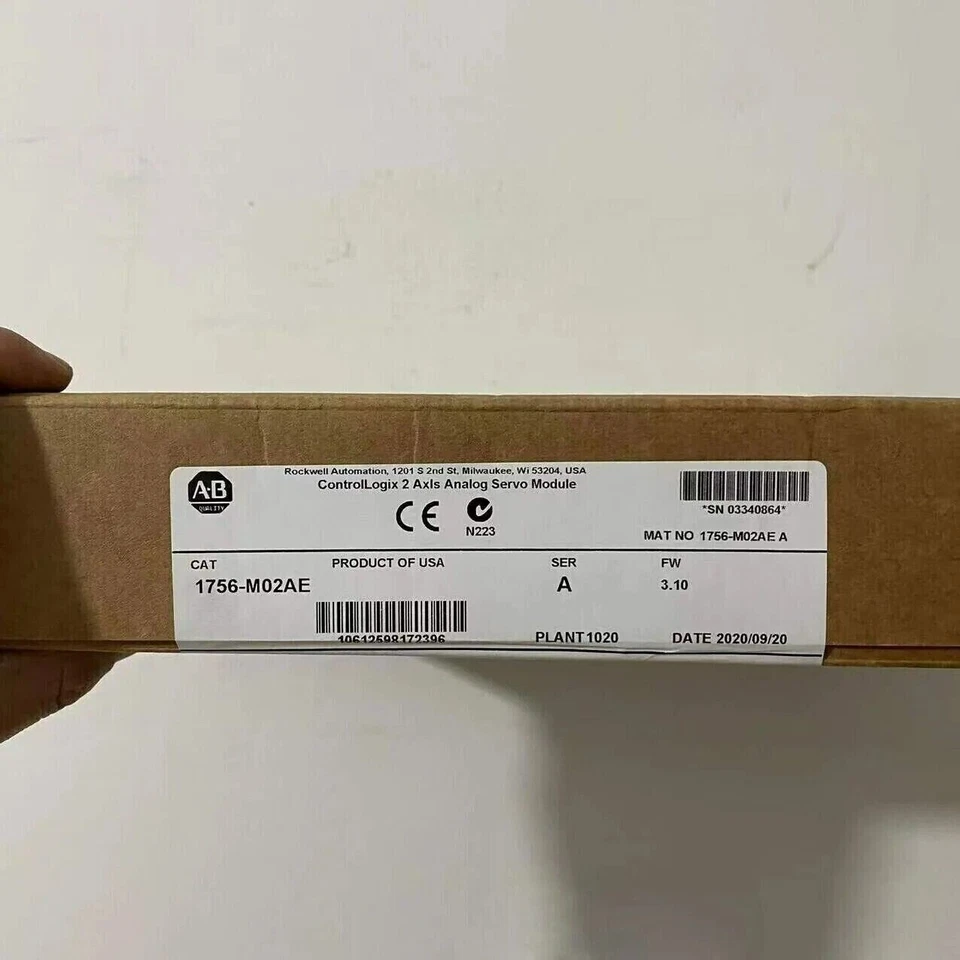 Rockwell Automation, 1201 S 2nd St, Milwaukee, Wi 53204, USA
ControlLogix 2 AxIs Analog Servo Module
A-B
QUALITY
CE
N223
*SN 03340864*
MAT NO 1756-M02AE A
CAT
PRODUCT OF USA
SER
FW
1756-M02AE
A
3.10
10612598172396
PLANT1020
DATE 2020/09/20